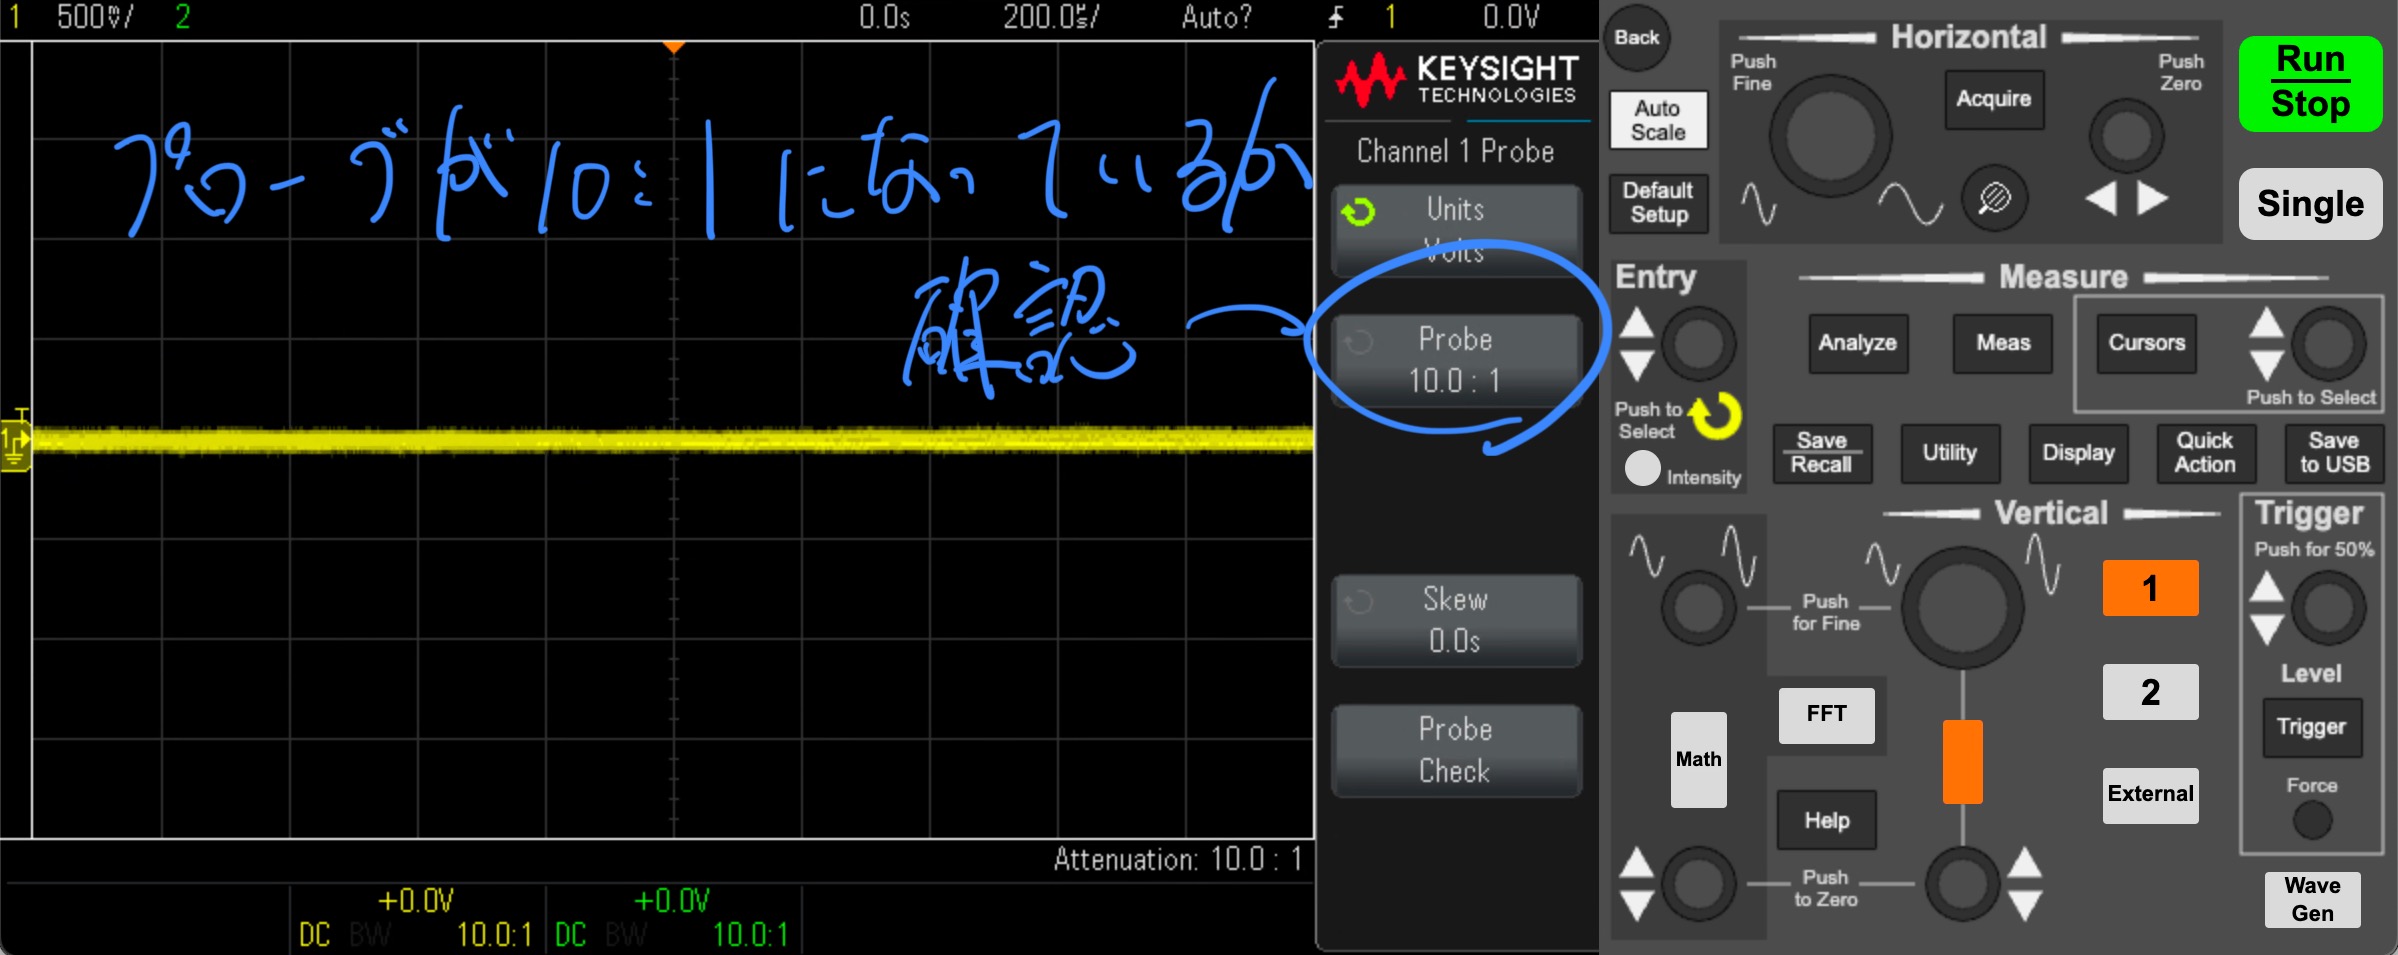 1 500mV/ 2 0.0s 200.0µs/ Auto? 1 0.0V
KEYSIGHT
TECHNOLOGIES
Channel 1 Probe
Units
Volts
プローブが10:1になっているか
確認
Probe
10.0 : 1
Skew
0.0s
Probe
Check
Attenuation: 10.0 : 1
+0.0V +0.0V
DC BW 10.0:1 DC BW 10.0:1
Back
Horizontal
Push
Fine
Push
Zero
Acquire
Run
Stop
Auto
Scale
Default
Setup
Single
Entry
Push to
Select
Intensity
Measure
Analyze
Meas
Cursors
Push to Select
Save
Recall
Utility
Display
Quick
Action
Save
to USB
Vertical
Push
for Fine
1
2
External
FFT
Math
Help
Push
to Zero
Trigger
Push for 50%
Level
Trigger
Force
Wave
Gen